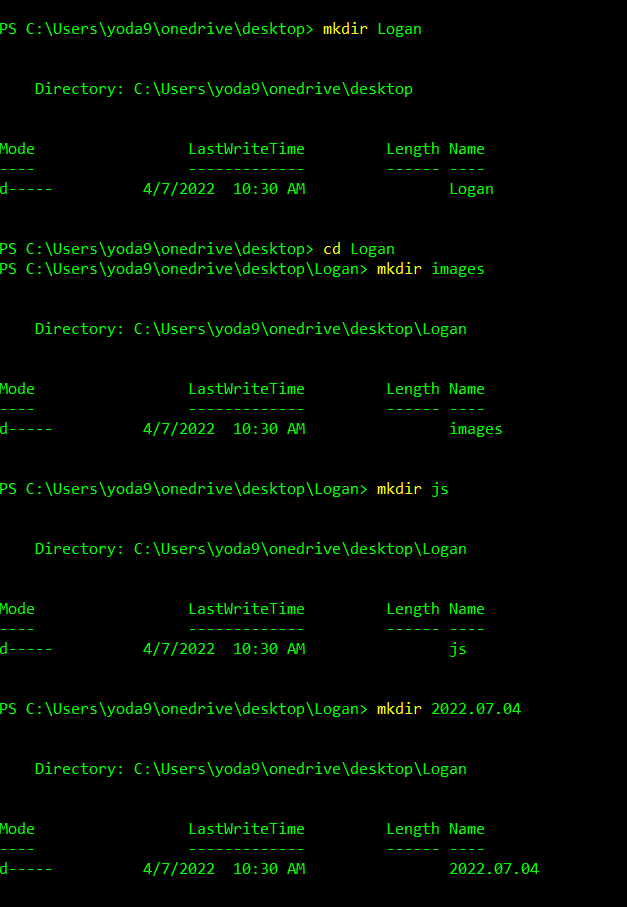 PS C:\Users\yoda9\onedrive\desktop> mkdir Logan
Directory: C:\Users\yoda9\onedrive\desktop
Mode                 LastWriteTime         Length Name
----                 -------------         ------ ----
d-----          4/7/2022  10:30 AM                Logan
PS C:\Users\yoda9\onedrive\desktop> cd Logan
PS C:\Users\yoda9\onedrive\desktop\Logan> mkdir images
Directory: C:\Users\yoda9\onedrive\desktop\Logan
Mode                 LastWriteTime         Length Name
----                 -------------         ------ ----
d-----          4/7/2022  10:30 AM                images
PS C:\Users\yoda9\onedrive\desktop\Logan> mkdir js
Directory: C:\Users\yoda9\onedrive\desktop\Logan
Mode                 LastWriteTime         Length Name
----                 -------------         ------ ----
d-----          4/7/2022  10:30 AM                js
PS C:\Users\yoda9\onedrive\desktop\Logan> mkdir 2022.07.04
Directory: C:\Users\yoda9\onedrive\desktop\Logan
Mode                 LastWriteTime         Length Name
----                 -------------         ------ ----
d-----          4/7/2022  10:30 AM                2022.07.04